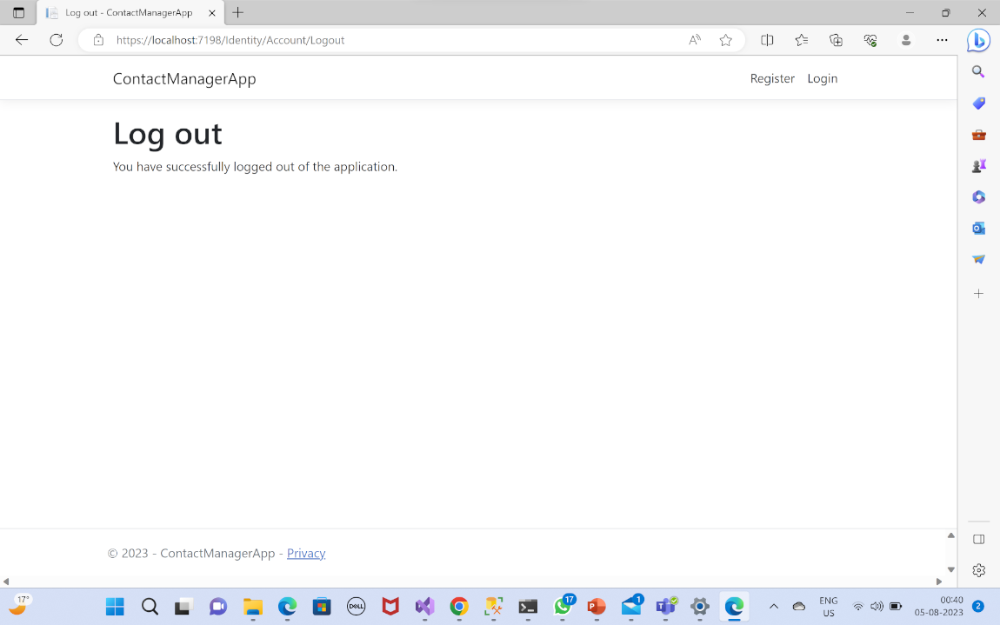 Log out - ContactManagerApp
https://localhost:7198/Identity/Account/Logout
ContactManagerApp
Register
Login
Log out
You have successfully logged out of the application.
© 2023 - ContactManagerApp - Privacy
17°
DELL
17
1
ENG
US
00:40
05-08-2023
2